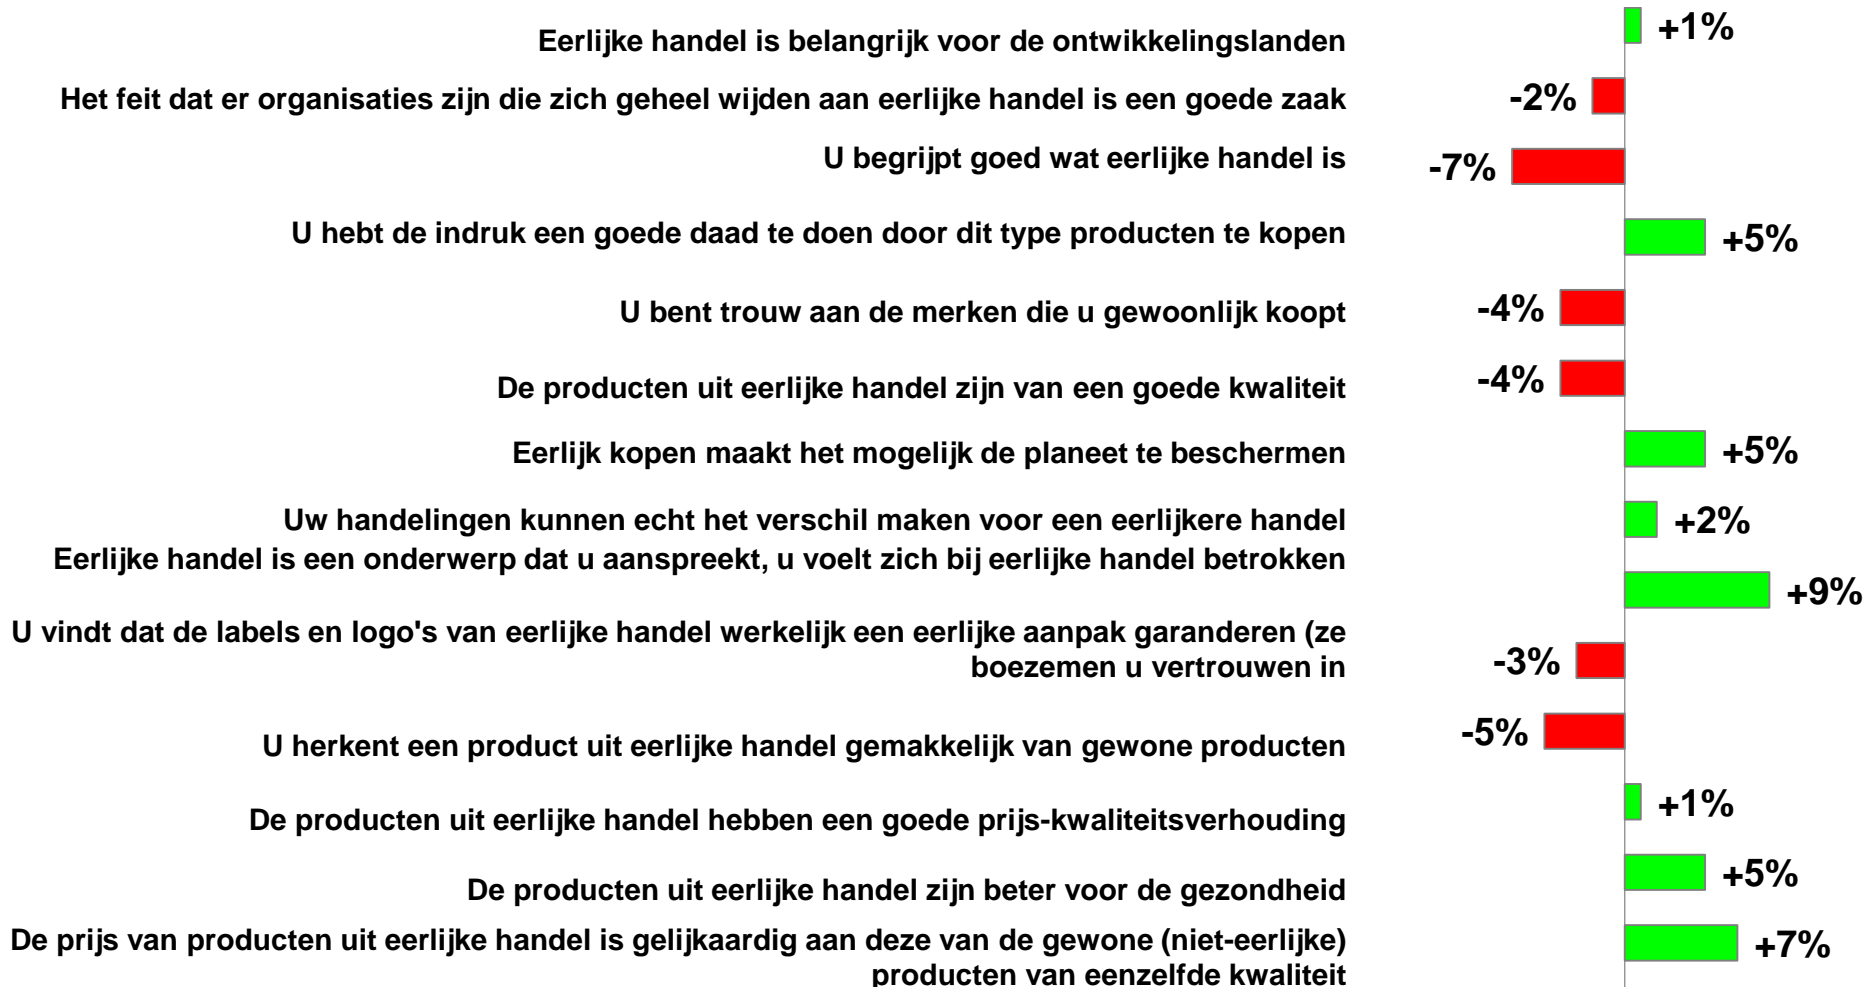 Eerlijke handel is belangrijk voor de ontwikkelingslanden
+1%
Het feit dat er organisaties zijn die zich geheel wijden aan eerlijke handel is een goede zaak
-2%
U begrijpt goed wat eerlijke handel is
-7%
U hebt de indruk een goede daad te doen door dit type producten te kopen
+5%
U bent trouw aan de merken die u gewoonlijk koopt
-4%
De producten uit eerlijke handel zijn van een goede kwaliteit
-4%
Eerlijk kopen maakt het mogelijk de planeet te beschermen
+5%
Uw handelingen kunnen echt het verschil maken voor een eerlijkere handel
+2%
Eerlijke handel is een onderwerp dat u aanspreekt, u voelt zich bij eerlijke handel betrokken
+9%
U vindt dat de labels en logo's van eerlijke handel werkelijk een eerlijke aanpak garanderen (ze
boezemen u vertrouwen in
-3%
U herkent een product uit eerlijke handel gemakkelijk van gewone producten
-5%
De producten uit eerlijke handel hebben een goede prijs-kwaliteitsverhouding
+1%
De producten uit eerlijke handel zijn beter voor de gezondheid
+5%
De prijs van producten uit eerlijke handel is gelijkaardig aan deze van de gewone (niet-eerlijke)
producten van eenzelfde kwaliteit
+7%